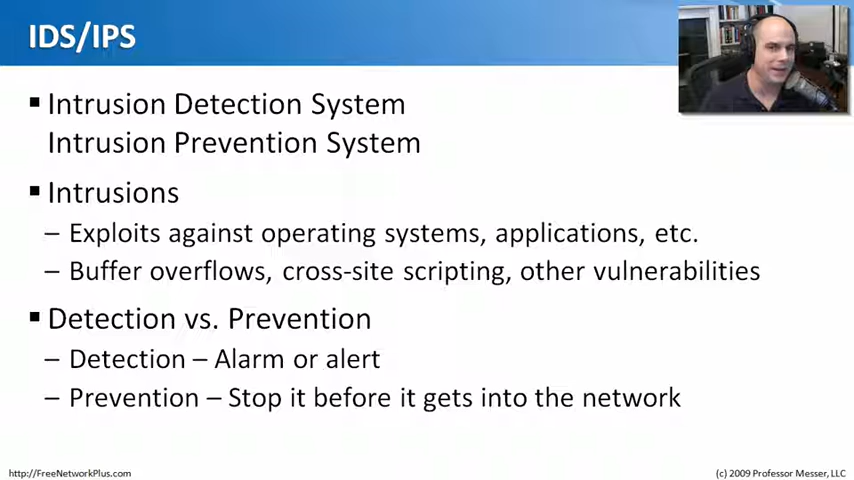 IDS/IPS
▪ Intrusion Detection System
Intrusion Prevention System
▪ Intrusions
– Exploits against operating systems, applications, etc.
– Buffer overflows, cross-site scripting, other vulnerabilities
▪ Detection vs. Prevention
– Detection – Alarm or alert
– Prevention – Stop it before it gets into the network
http://FreeNetworkPlus.com
(c) 2009 Professor Messer, LLC